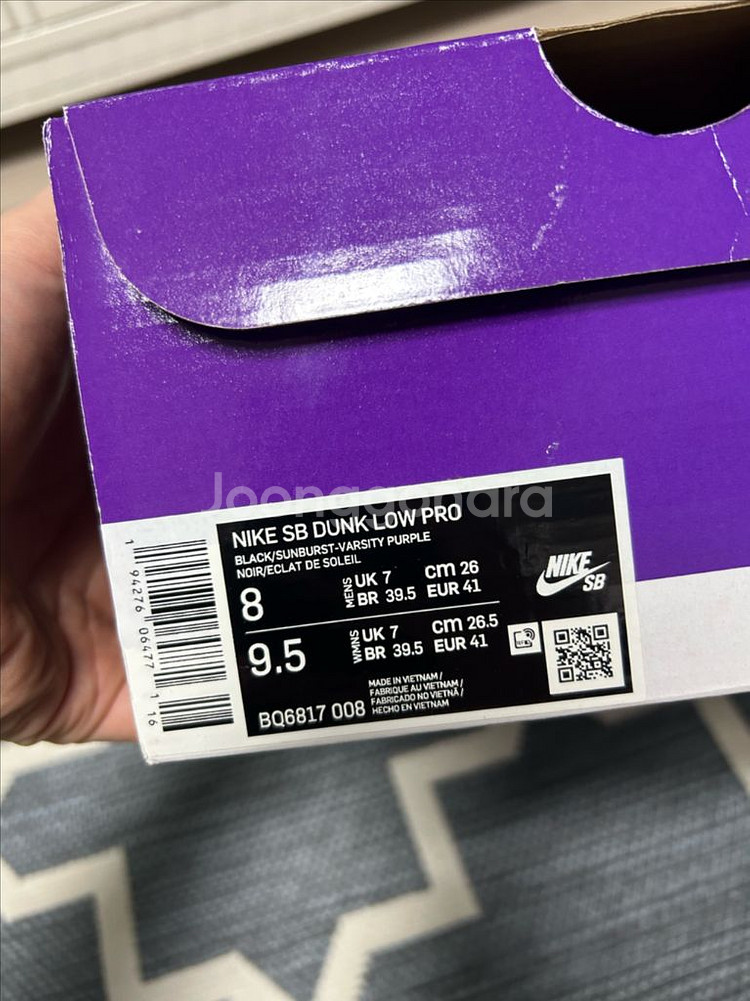 Joonggonara
NIKE SB DUNK LOW PRO
BLACK/SUNBURST-VARSITY PURPLE
NOIR/ECLAT DE SOLEIL
8 MENS UK 7 cm 26
BR 39.5 EUR 41
9.5 WMNS UK 7 cm 26.5
BR 39.5 EUR 41
NIKE
SB
MADE IN VIETNAM /
FABRIQUE AU VIETNAM /
FABRICADO NO VIETNÃ /
HECHO EN VIETNAM
BQ6817 008
1 94276 06477 1 16